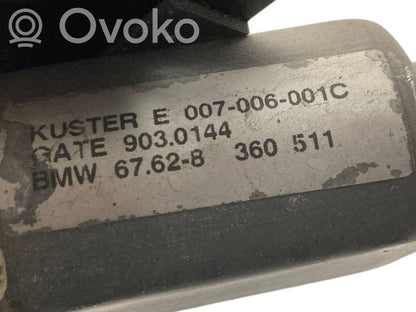 Ovoko
KUSTER E 007-006-001C
GATE 903.0144
BMW 67.62-8 360 511